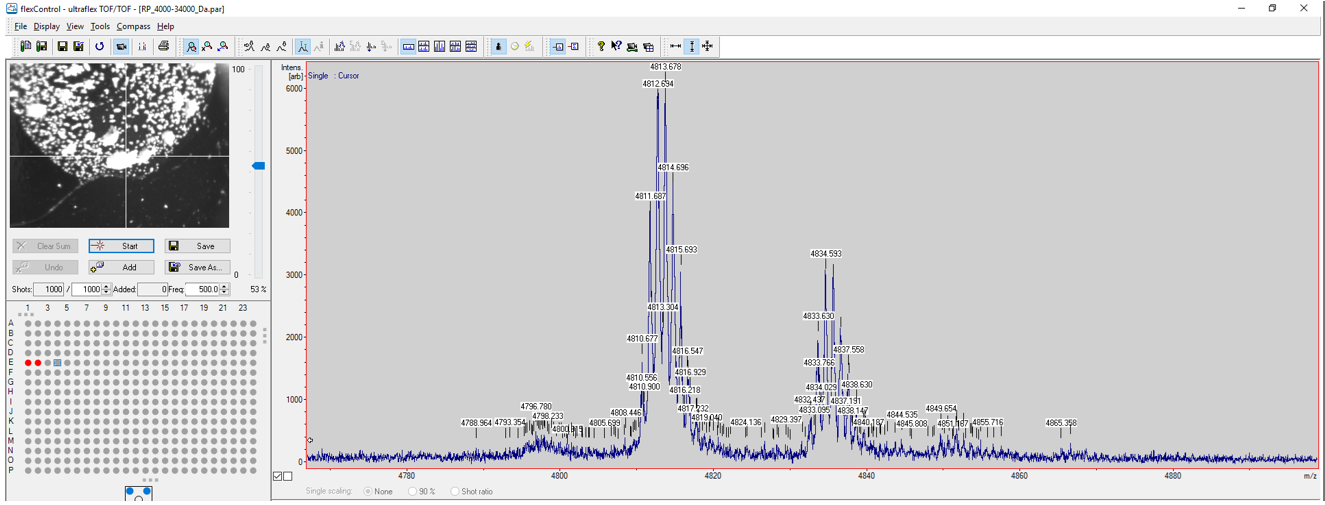 flexControl - ultraflex TOF/TOF - [RP_4000-34000_Da.par]
File Display View Tools Compass Help
100
0
53 %
Clear Sum Start Save
Undo Add Save As...
Shots: 1000 / 1000 Added: 0 Freq: 500.0
1 3 5 7 9 11 13 15 17 19 21 23
A
B
C
D
E
F
G
H
I
J
K
L
M
N
O
P
Intens.
[arb]
Single : Cursor
6000
5000
4000
3000
2000
1000
0
4813.678
4812.694
4814.696
4811.687
4815.693
4834.593
4813.304
4833.630
4810.677
4816.547
4837.558
4833.766
4816.929
4810.556
4810.900
4816.218
4834.029
4838.630
4832.437
4837.191
4796.780
4808.446
4817.232
4833.095
4838.147
4849.654
4798.233
4819.040
4844.535
4788.964
4793.354
4805.699
4824.136
4829.397
4840.187
4845.808
4855.716
4865.358
4780 4800 4820 4840 4860 4880 m/z
Single scaling: None 90 % Shot ratio